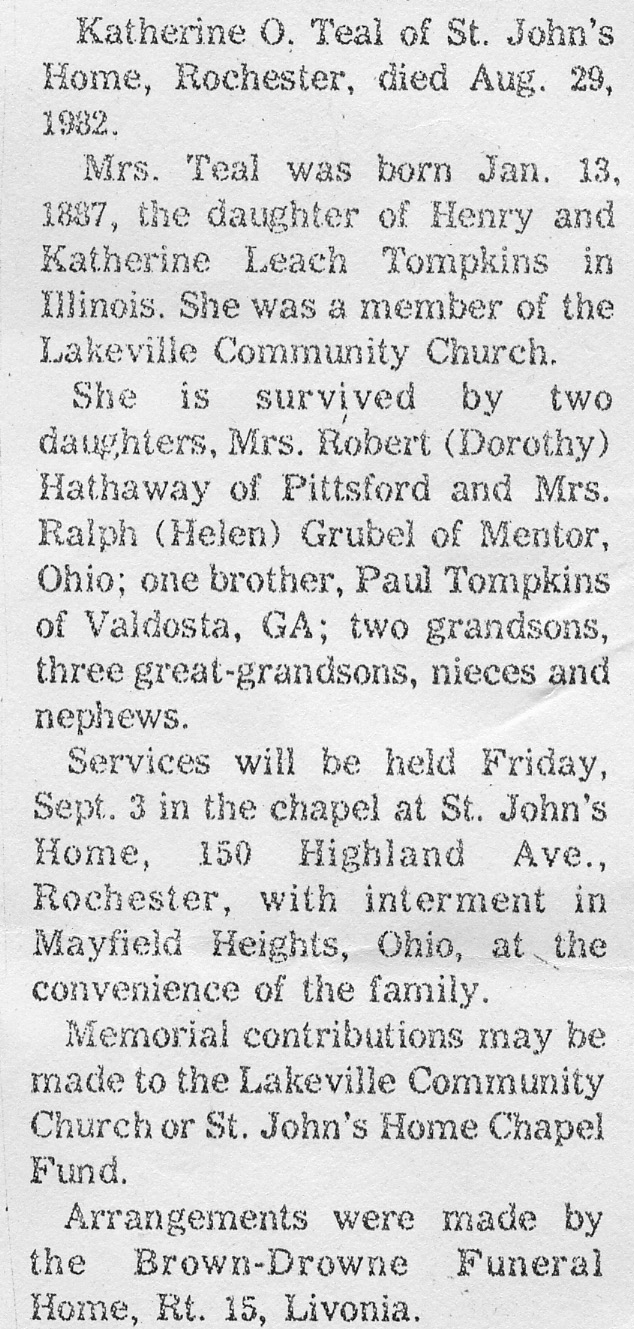 Katherine O. Teal of St. John's
Home, Rochester, died Aug. 29,
1982.
Mrs. Teal was born Jan. 13,
1887, the daughter of Henry and
Katherine Leach Tompkins in
Illinois. She was a member of the
Lakeville Community Church.
She is survived by two
daughters, Mrs. Robert (Dorothy)
Hathaway of Pittsford and Mrs.
Ralph (Helen) Grubel of Mentor,
Ohio; one brother, Paul Tompkins
of Valdosta, GA; two grandsons,
three great-grandsons, nieces and
nephews.
Services will be held Friday,
Sept. 3 in the chapel at St. John's
Home, 150 Highland Ave.,
Rochester, with interment in
Mayfield Heights, Ohio, at the
convenience of the family.
Memorial contributions may be
made to the Lakeville Community
Church or St. John's Home Chapel
Fund.
Arrangements were made by
the Brown-Drowne Funeral
Home, Rt. 15, Livonia.